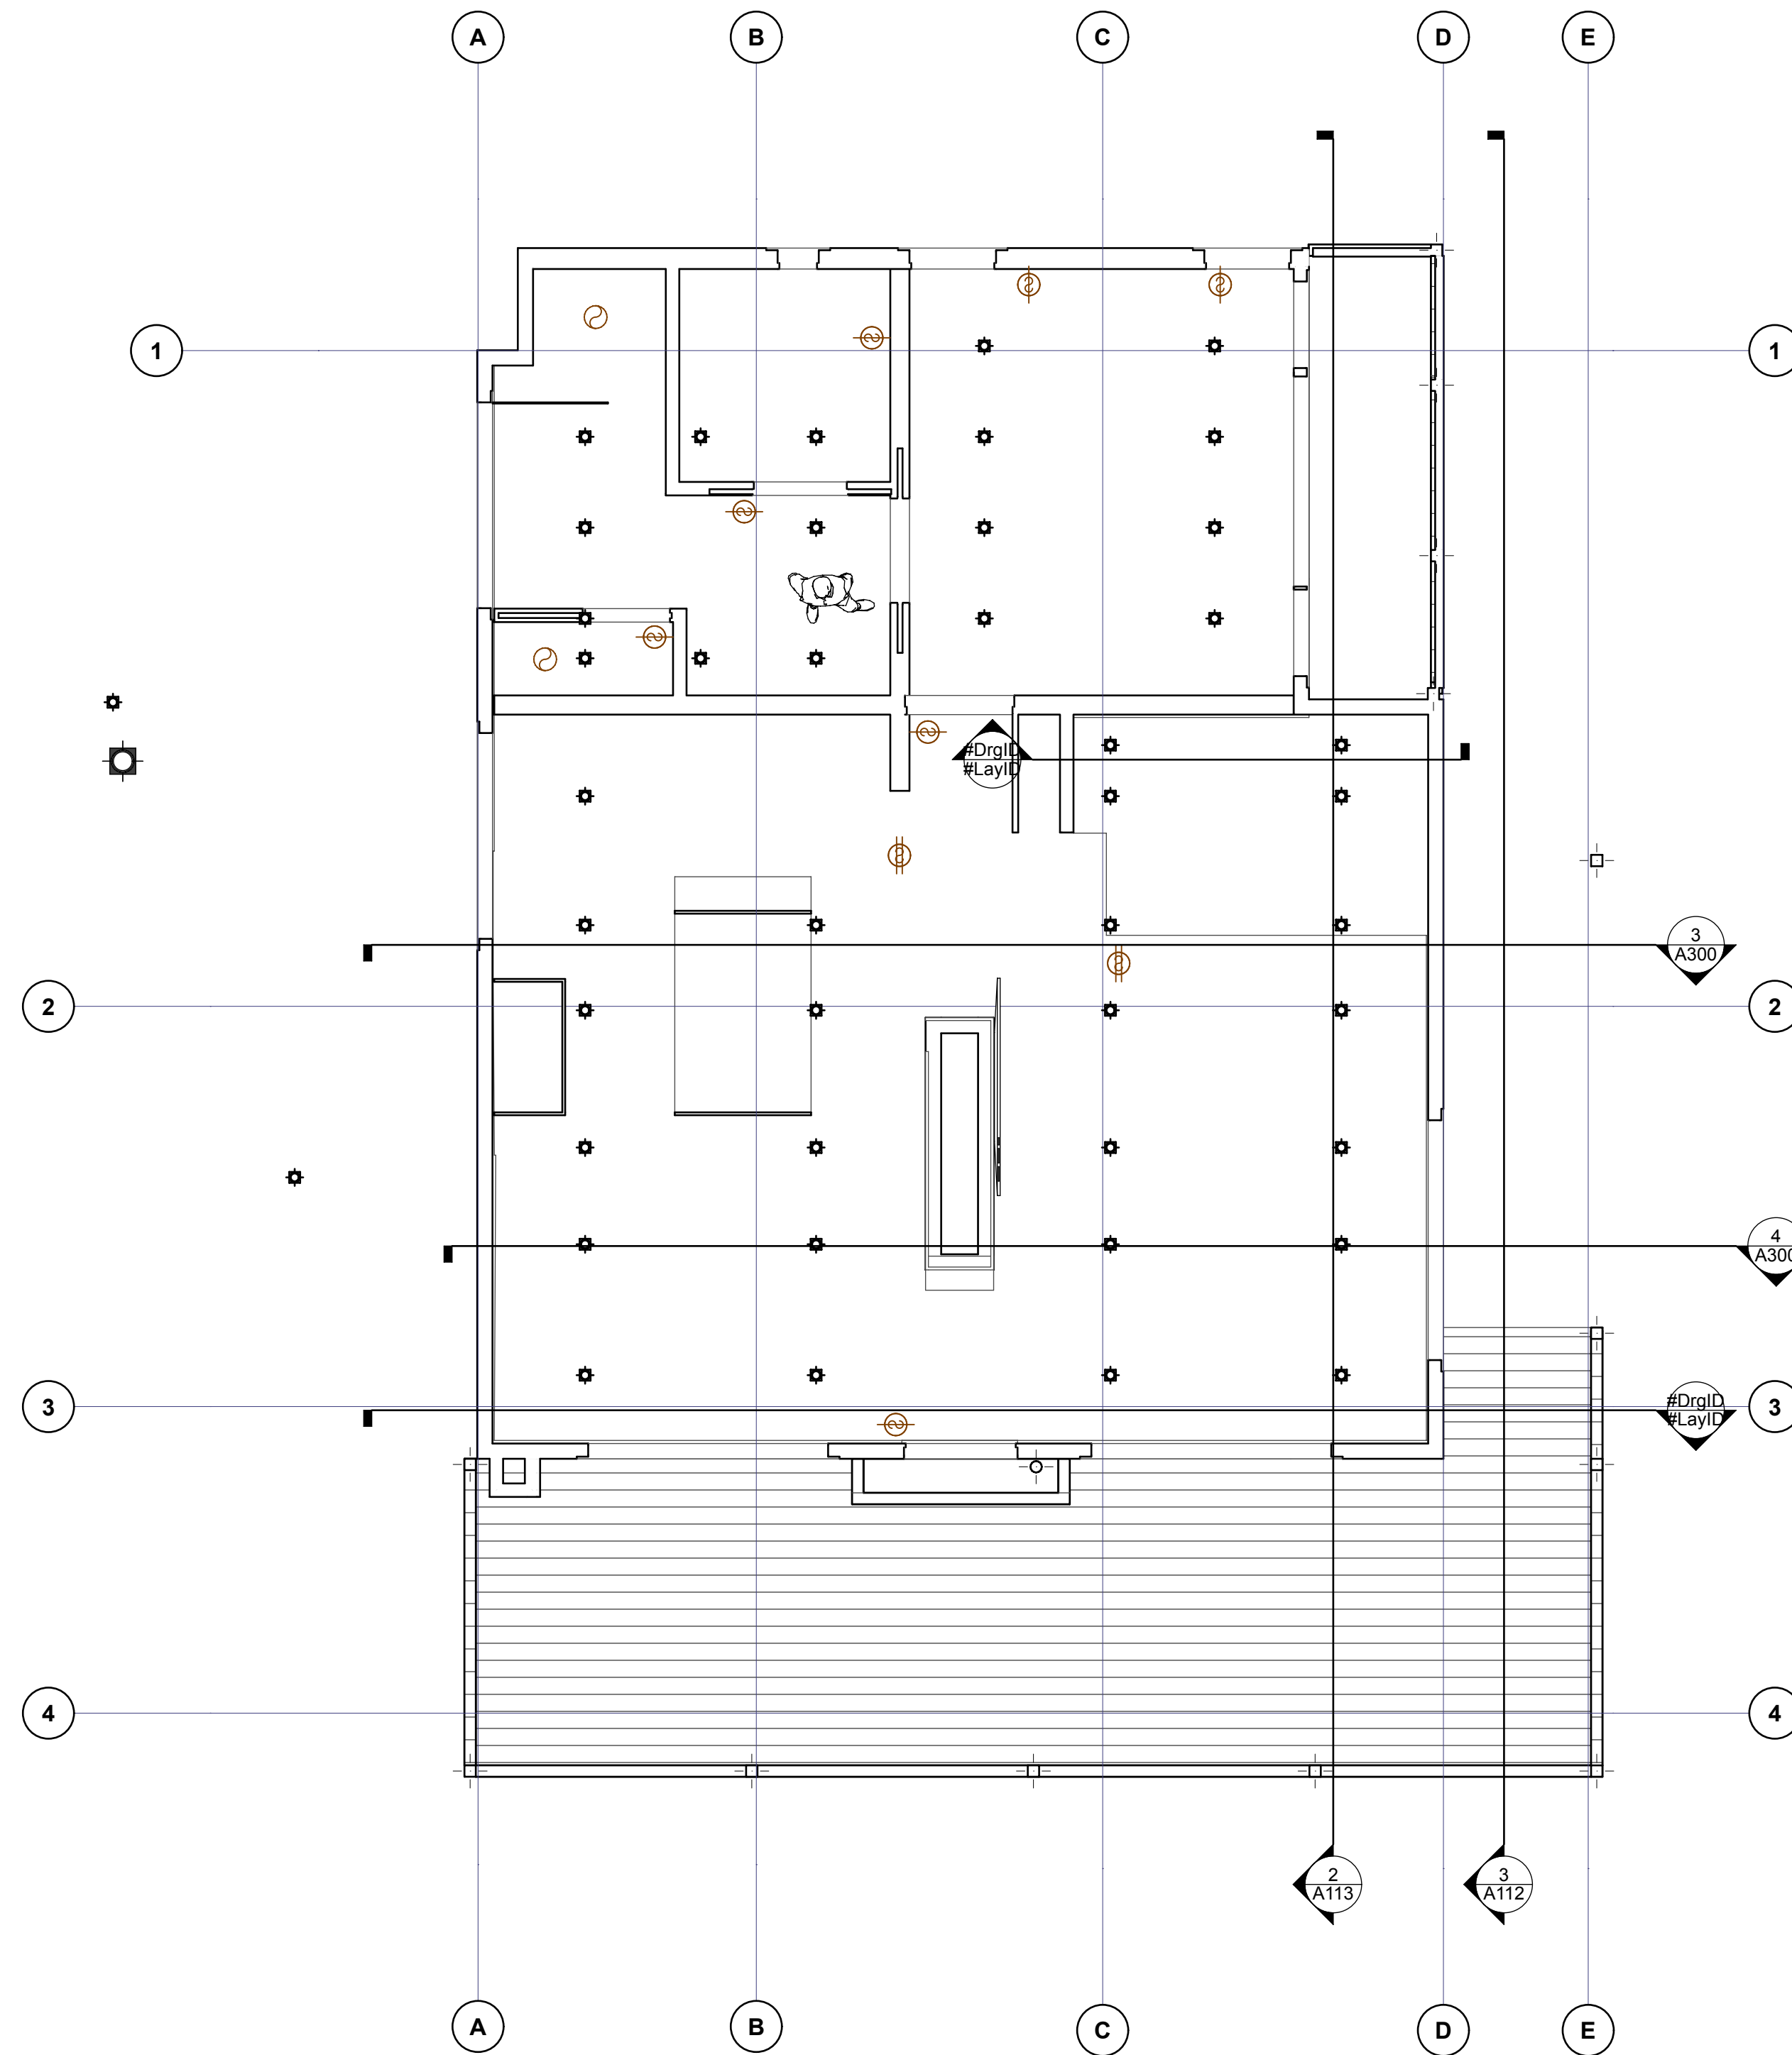 A B C D E
1 1
#DrgID
#LayID
3
A300
2 2
4
A300
3 3
#DrgID
#LayID
4 4
2
A113
3
A112
A B C D E